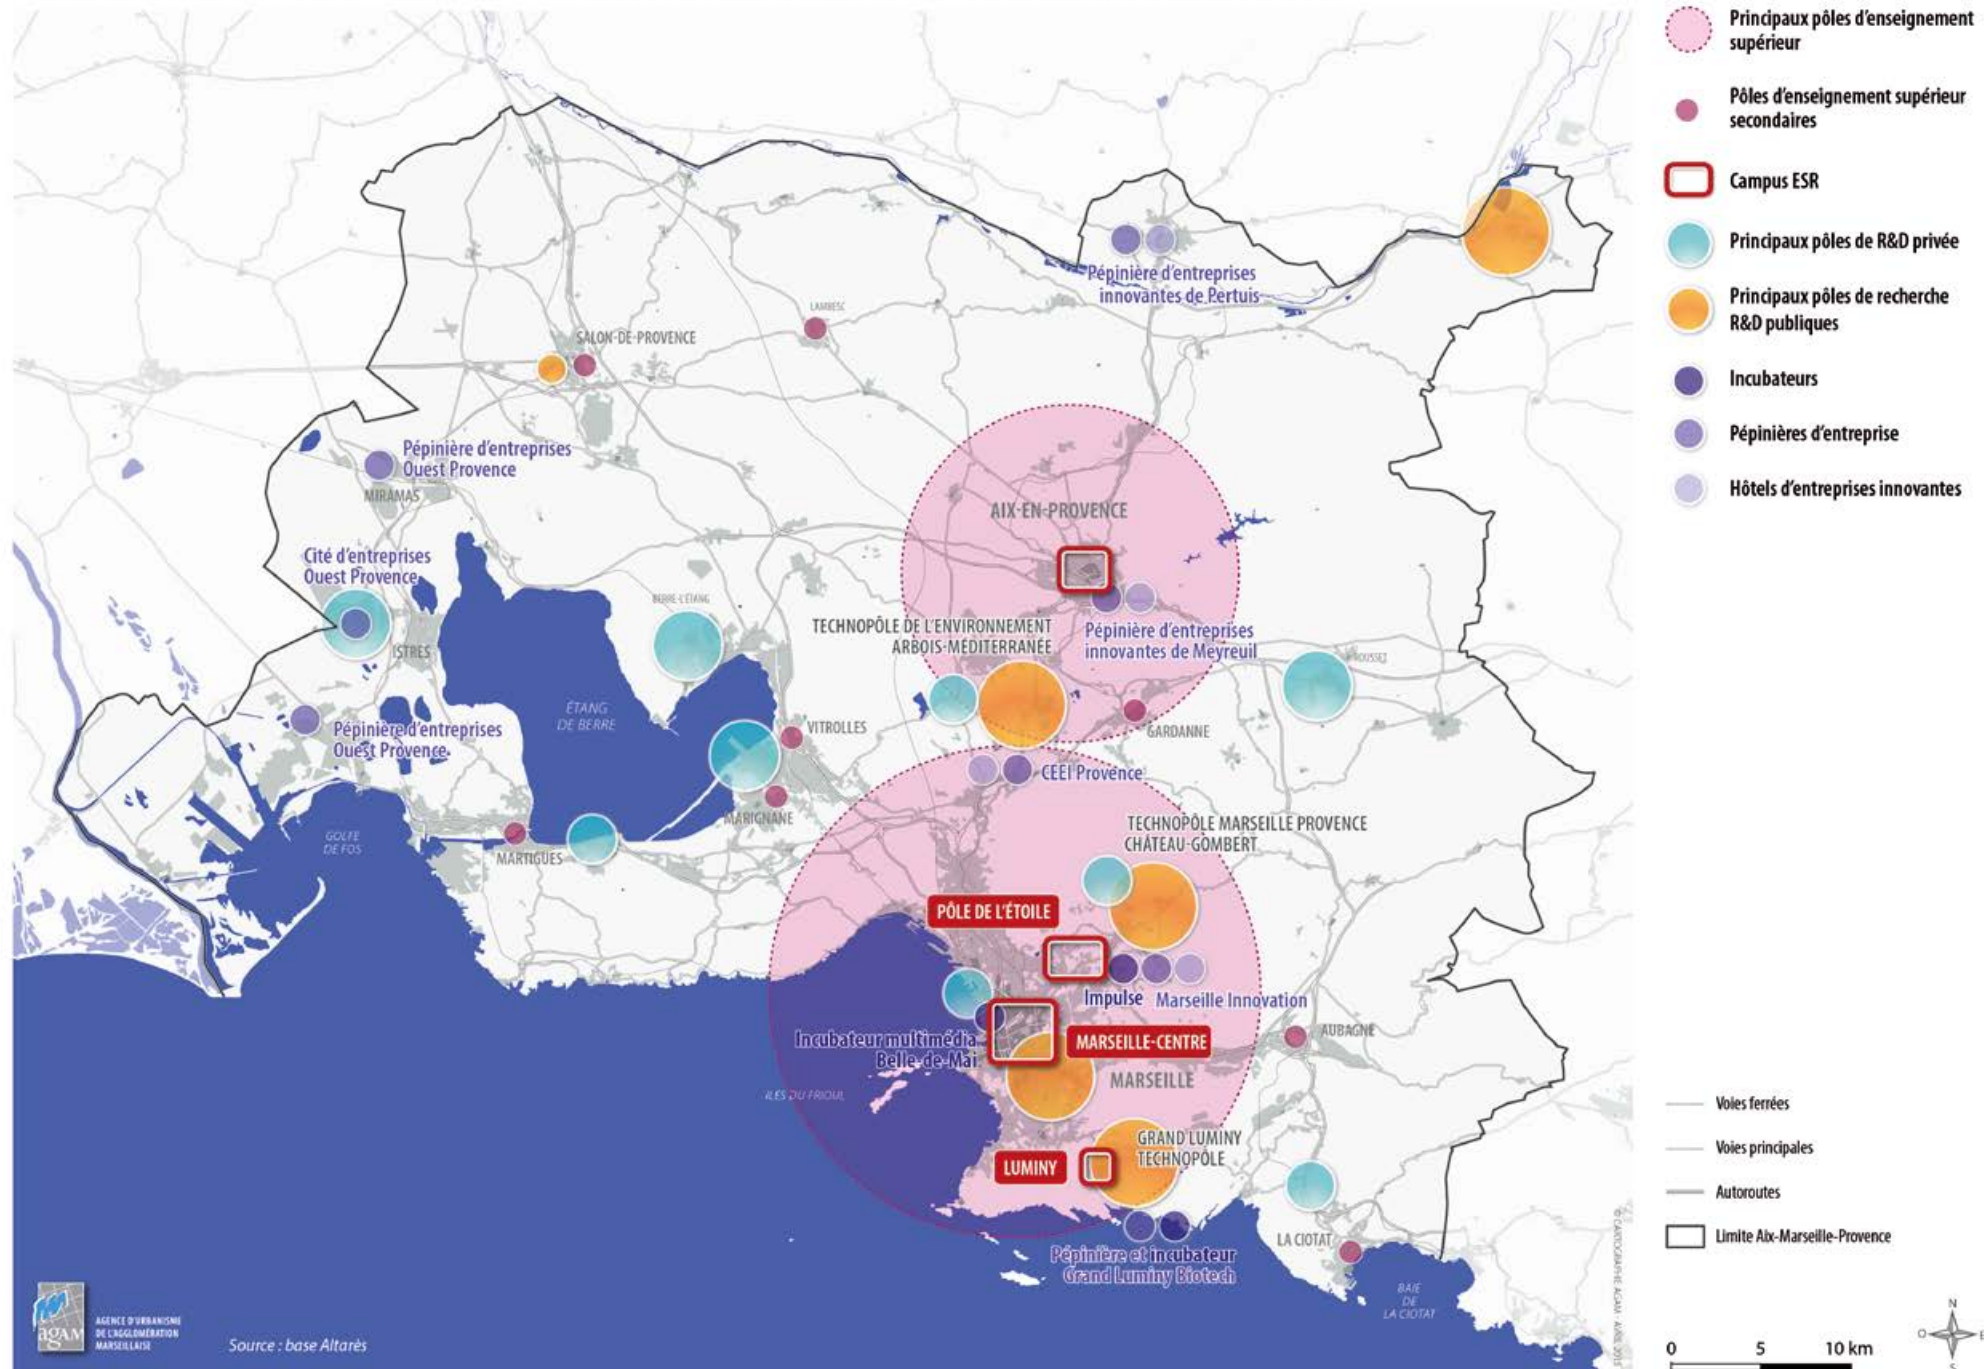 Principaux pôles d'enseignement
supérieur
Pôles d'enseignement supérieur
secondaires
Campus ESR
Principaux pôles de R&D privée
Principaux pôles de recherche
R&D publiques
Incubateurs
Pépinières d'entreprise
Hôtels d'entreprises innovantes
Pépinière d'entreprises
innovantes de Pertuis
LAMBESC
SALON-DE-PROVENCE
Pépinière d'entreprises
Ouest Provence
MIRAMAS
AIX-EN-PROVENCE
Cité d'entreprises
Ouest Provence
BERRE-L'ÉTANG
ISTRES
TECHNOPÔLE DE L'ENVIRONNEMENT
ARBOIS-MÉDITERRANÉE
Pépinière d'entreprises
innovantes de Meyreuil
ROUSSET
ÉTANG
DE BERRE
Pépinière d'entreprises
Ouest Provence
VITROLLES
GARDANNE
CEEI Provence
MARIGNANE
GOLFE
DE FOS
MARTIGUES
TECHNOPÔLE MARSEILLE PROVENCE
CHÂTEAU-GOMBERT
PÔLE DE L'ÉTOILE
Impulse
Marseille Innovation
Incubateur multimédia
Belle-de-Mai
MARSEILLE-CENTRE
AUBAGNE
MARSEILLE
ILES DU FRIOUL
GRAND LUMINY
TECHNOPÔLE
LUMINY
Pépinière et incubateur
Grand Luminy Biotech
LA CIOTAT
BAIE
DE
LA CIOTAT
Voies ferrées
Voies principales
Autoroutes
Limite Aix-Marseille-Provence
© CARTOGRAPHIE AGAM - AVRIL 2015
agAM
AGENCE D'URBANISME
DE L'AGGLOMÉRATION
MARSEILLAISE
Source : base Altarès
N
O
E
S
0 5 10 km